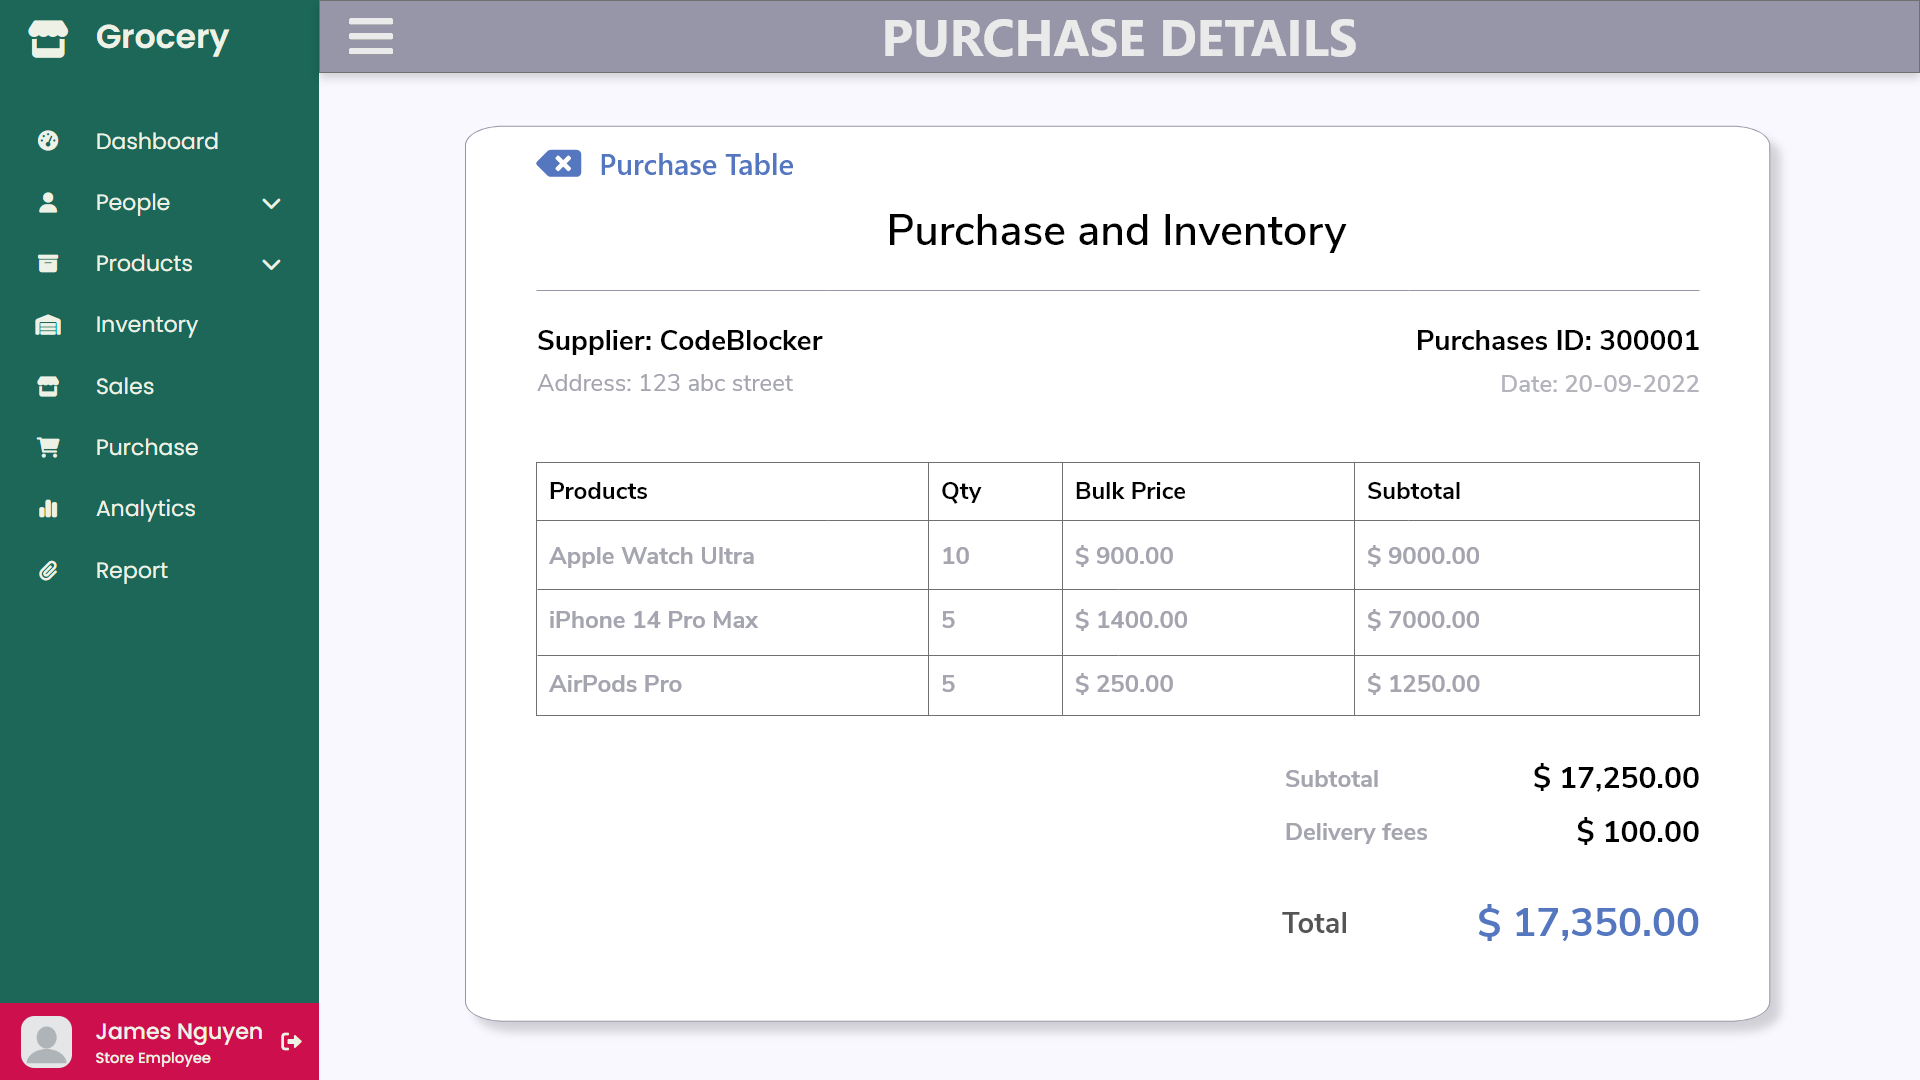 Grocery
PURCHASE DETAILS
Dashboard
People
Products
Inventory
Sales
Purchase
Analytics
Report
James Nguyen
Store Employee
Purchase Table
Purchase and Inventory
Supplier: CodeBlocker
Address: 123 abc street
Purchases ID: 300001
Date: 20-09-2022
Products Qty Bulk Price Subtotal
Apple Watch Ultra 10 $ 900.00 $ 9000.00
iPhone 14 Pro Max 5 $ 1400.00 $ 7000.00
AirPods Pro 5 $ 250.00 $ 1250.00
Subtotal $ 17,250.00
Delivery fees $ 100.00
Total $ 17,350.00